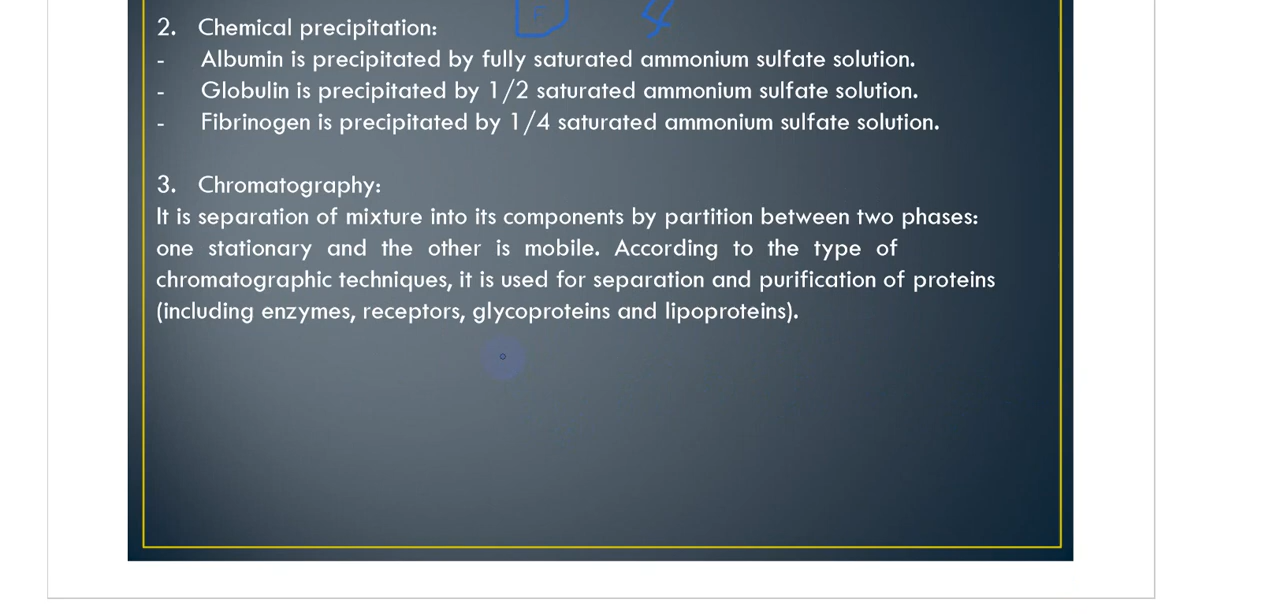 2. Chemical precipitation:
- Albumin is precipitated by fully saturated ammonium sulfate solution.
- Globulin is precipitated by 1/2 saturated ammonium sulfate solution.
- Fibrinogen is precipitated by 1/4 saturated ammonium sulfate solution.
3. Chromatography:
It is separation of mixture into its components by partition between two phases:
one stationary and the other is mobile. According to the type of
chromatographic techniques, it is used for separation and purification of proteins
(including enzymes, receptors, glycoproteins and lipoproteins).